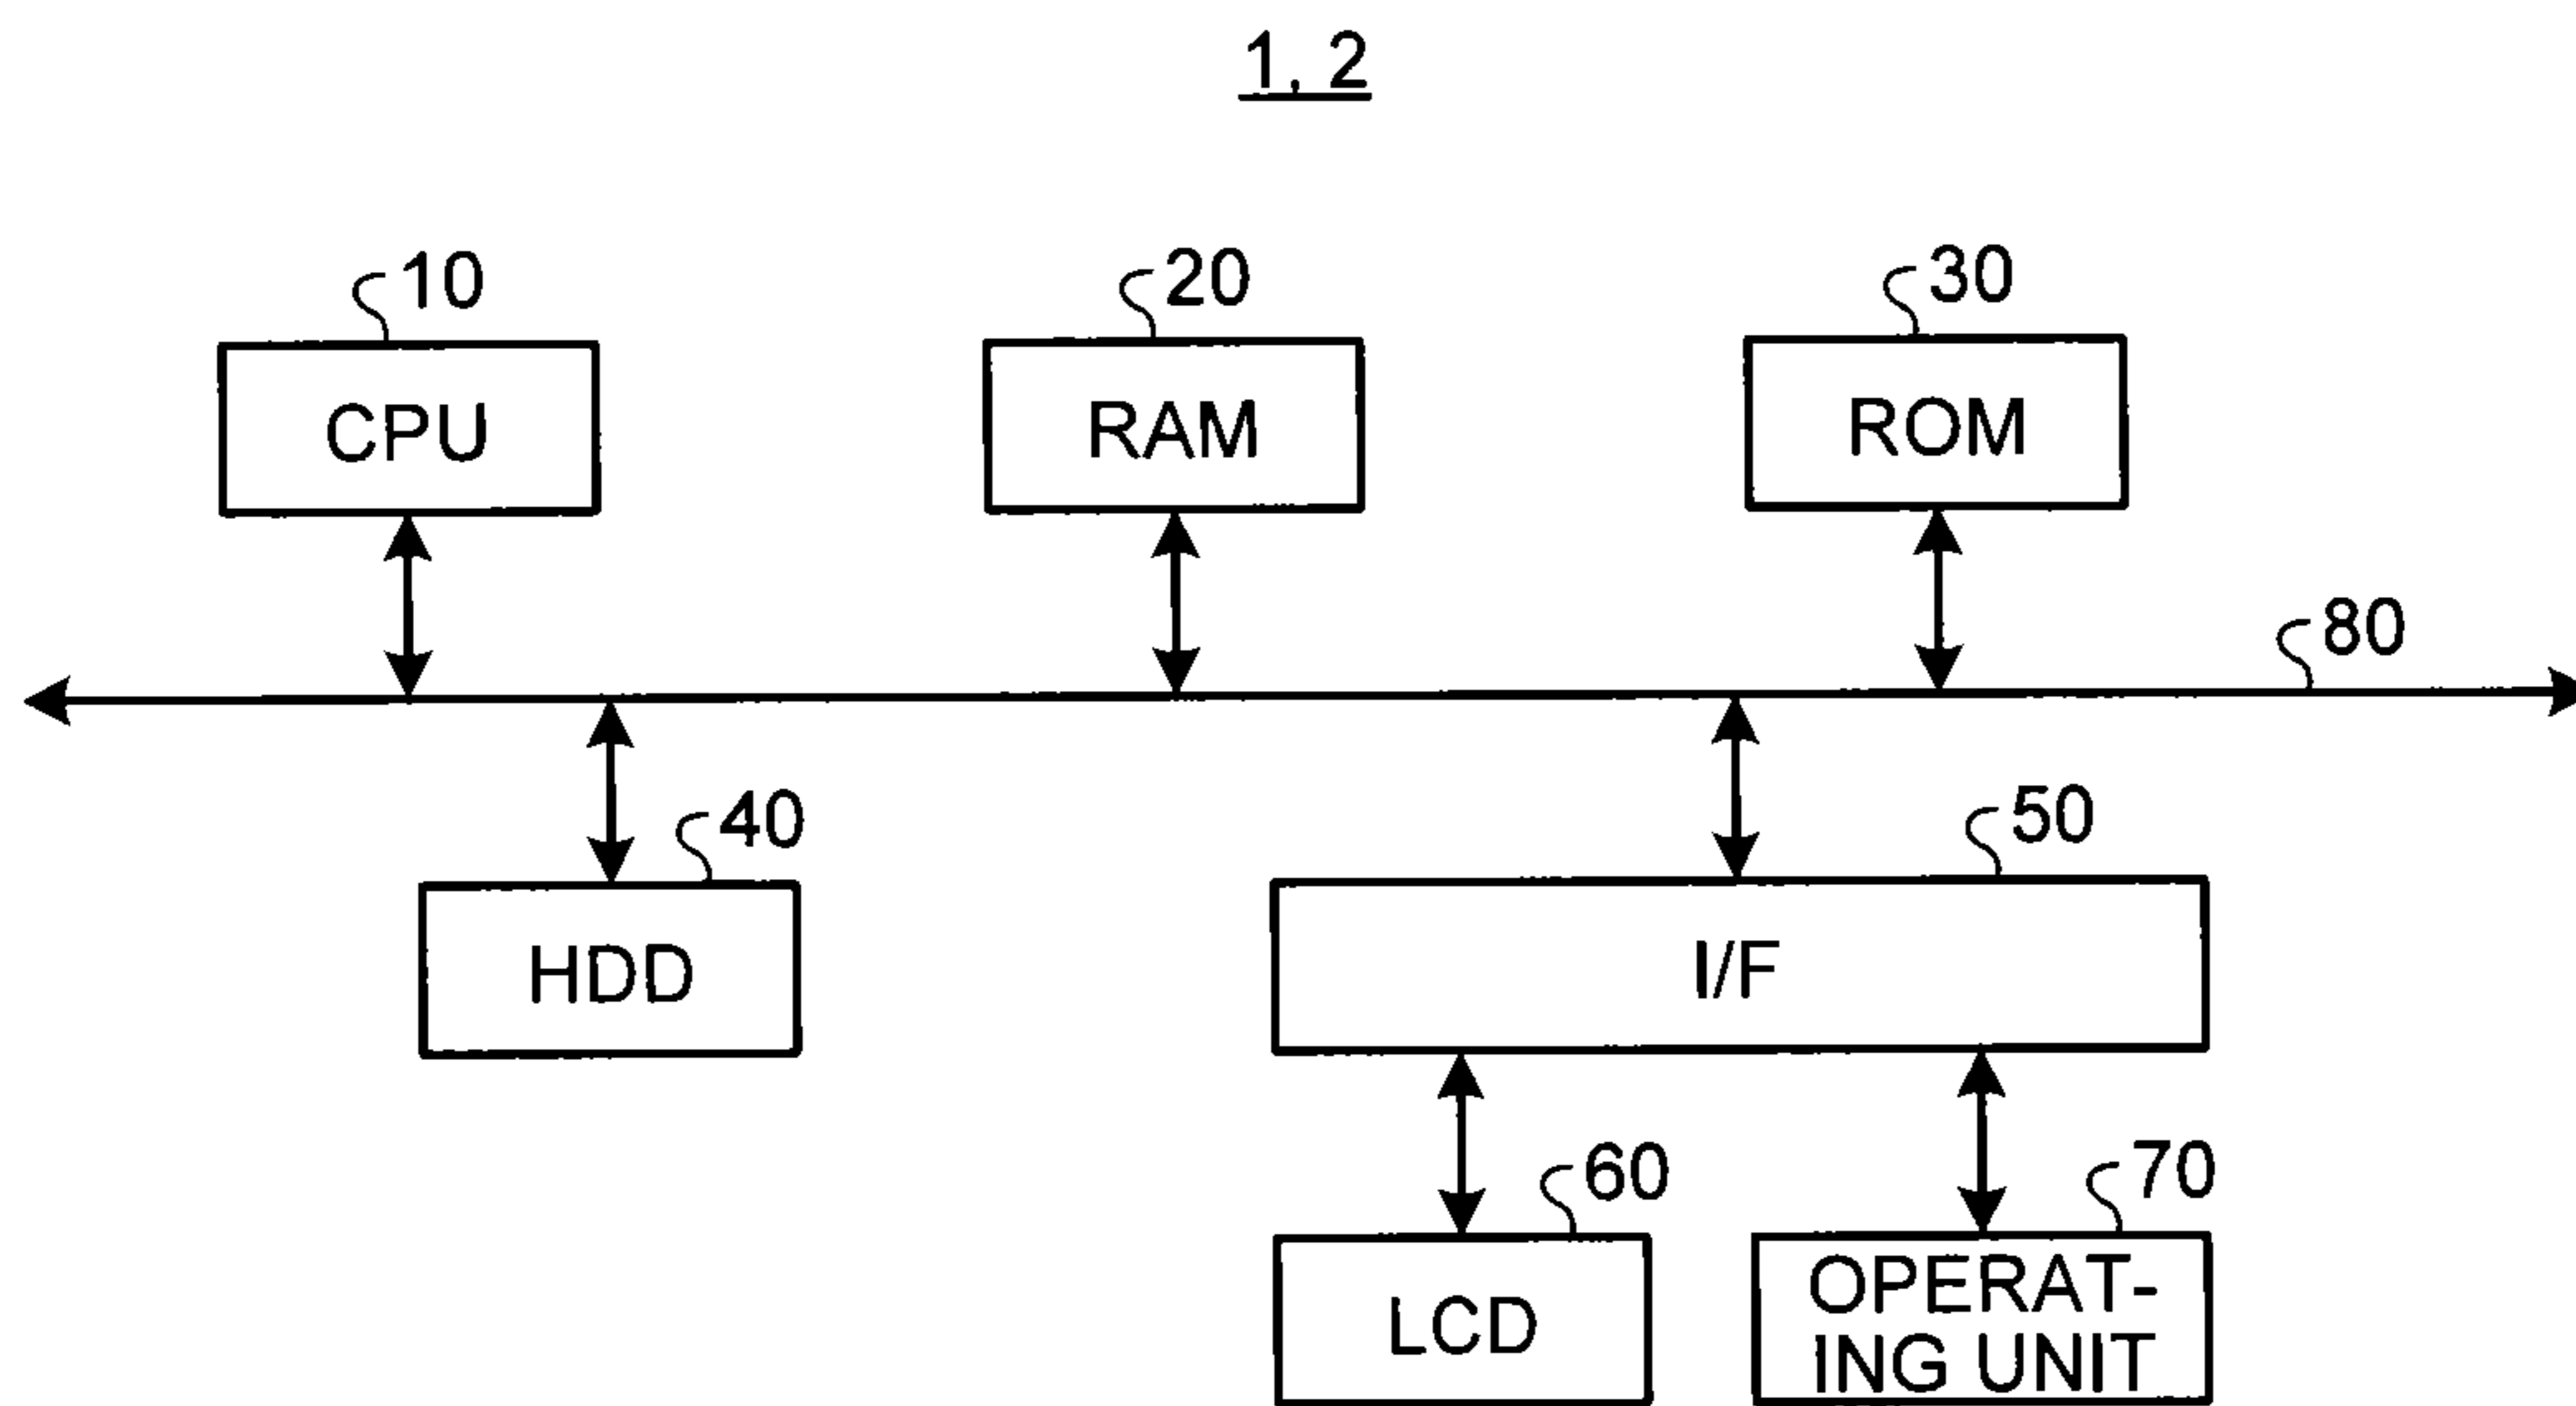 1, 2
10
20
30
CPU
RAM
ROM
80
40
50
HDD
I/F
60
70
LCD
OPERAT-
ING UNIT